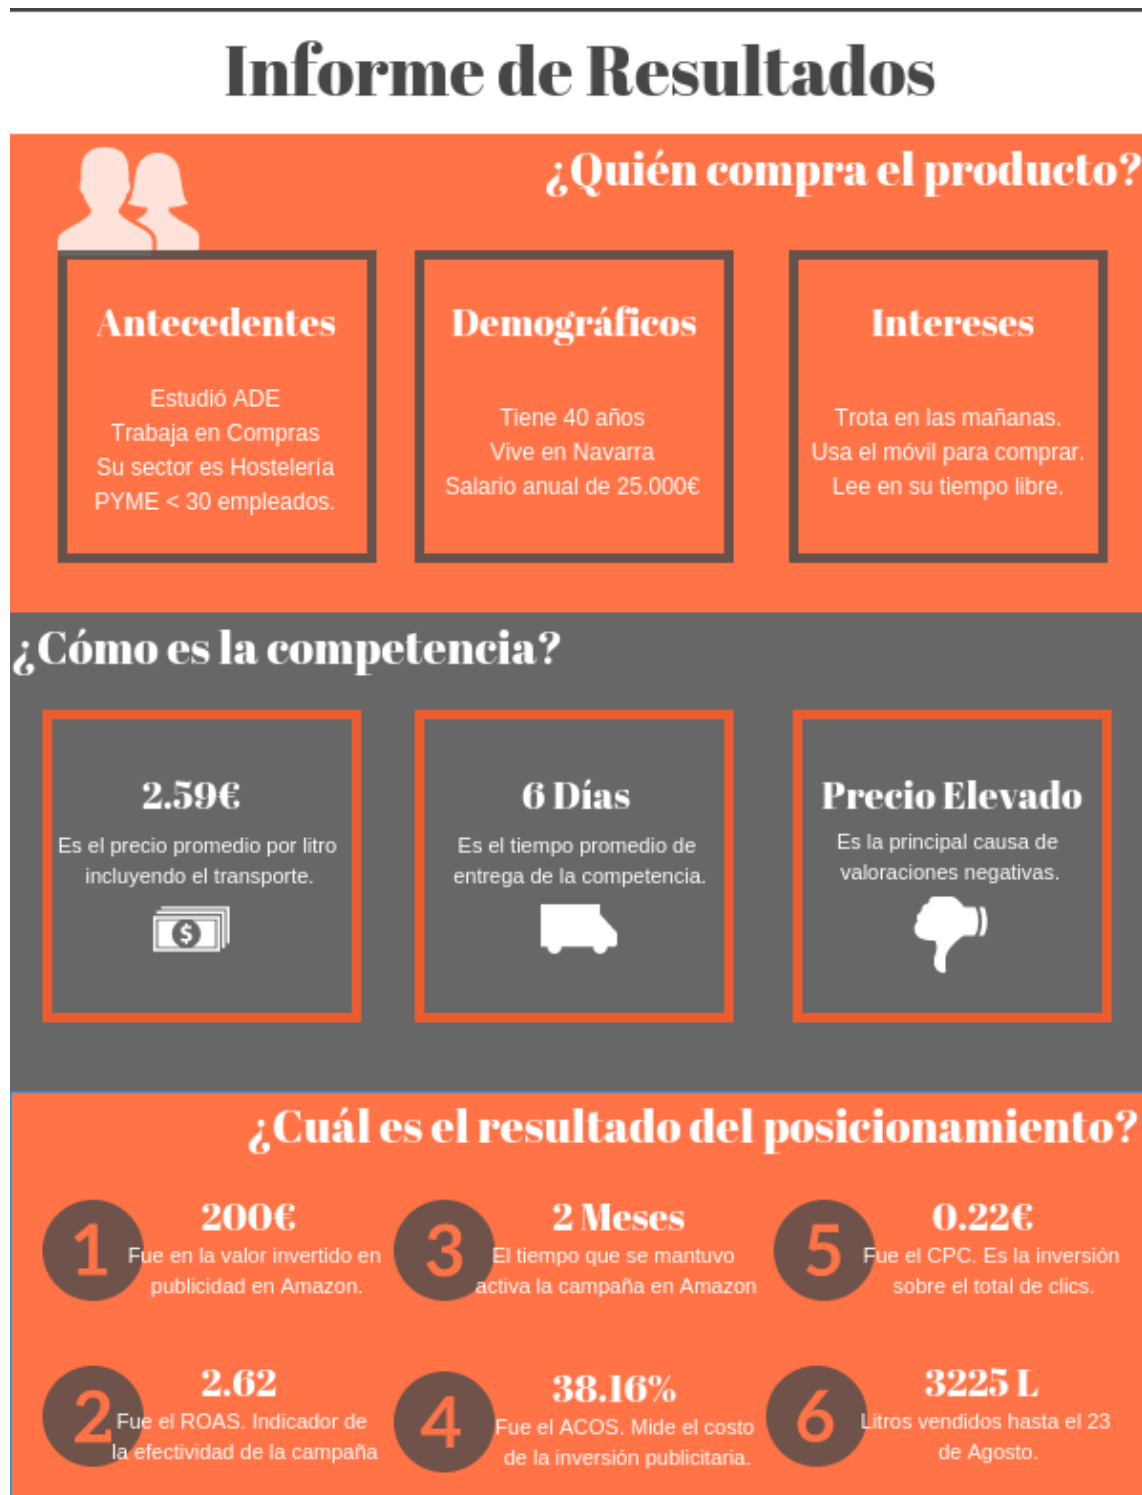 Informe de Resultados
¿Quién compra el producto?
Antecedentes
Estudió ADE
Trabaja en Compras
Su sector es Hostelería
PYME < 30 empleados.
Demográficos
Tiene 40 años
Vive en Navarra
Salario anual de 25.000€
Intereses
Trota en las mañanas.
Usa el móvil para comprar.
Lee en su tiempo libre.
¿Cómo es la competencia?
2.59€
Es el precio promedio por litro
incluyendo el transporte.
$
6 Días
Es el tiempo promedio de
entrega de la competencia.
Precio Elevado
Es la principal causa de
valoraciones negativas.
¿Cuál es el resultado del posicionamiento?
1
200€
Fue en la valor invertido en
publicidad en Amazon.
2
2.62
Fue el ROAS. Indicador de
la efectividad de la campaña
3
2 Meses
El tiempo que se mantuvo
activa la campaña en Amazon
4
38.16%
Fue el ACOS. Mide el costo
de la inversión publicitaria.
5
0.22€
Fue el CPC. Es la inversión
sobre el total de clics.
6
3225 L
Litros vendidos hasta el 23
de Agosto.